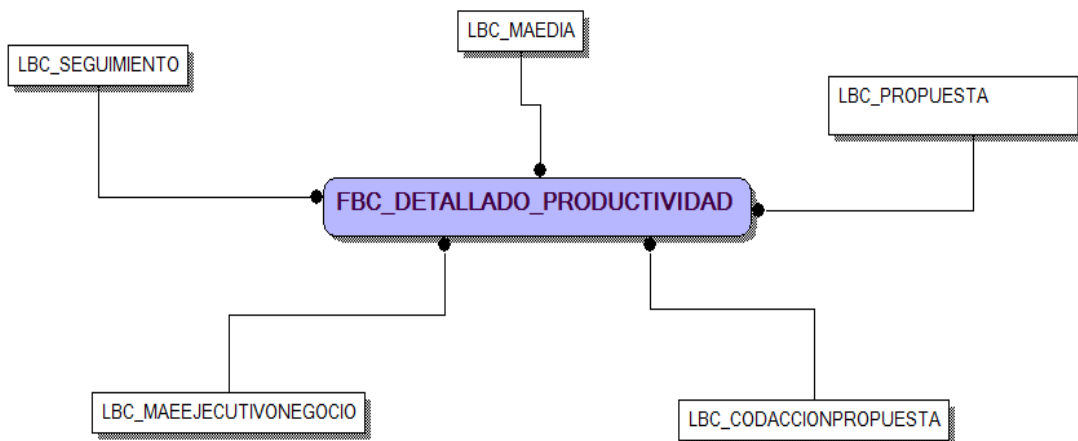 LBC_MAEDIA
LBC_SEGUIMIENTO
LBC_PROPUESTA
FBC_DETALLADO_PRODUCTIVIDAD
LBC_MAEEJECUTIVONEGOCIO
LBC_CODACCIONPROPUESTA